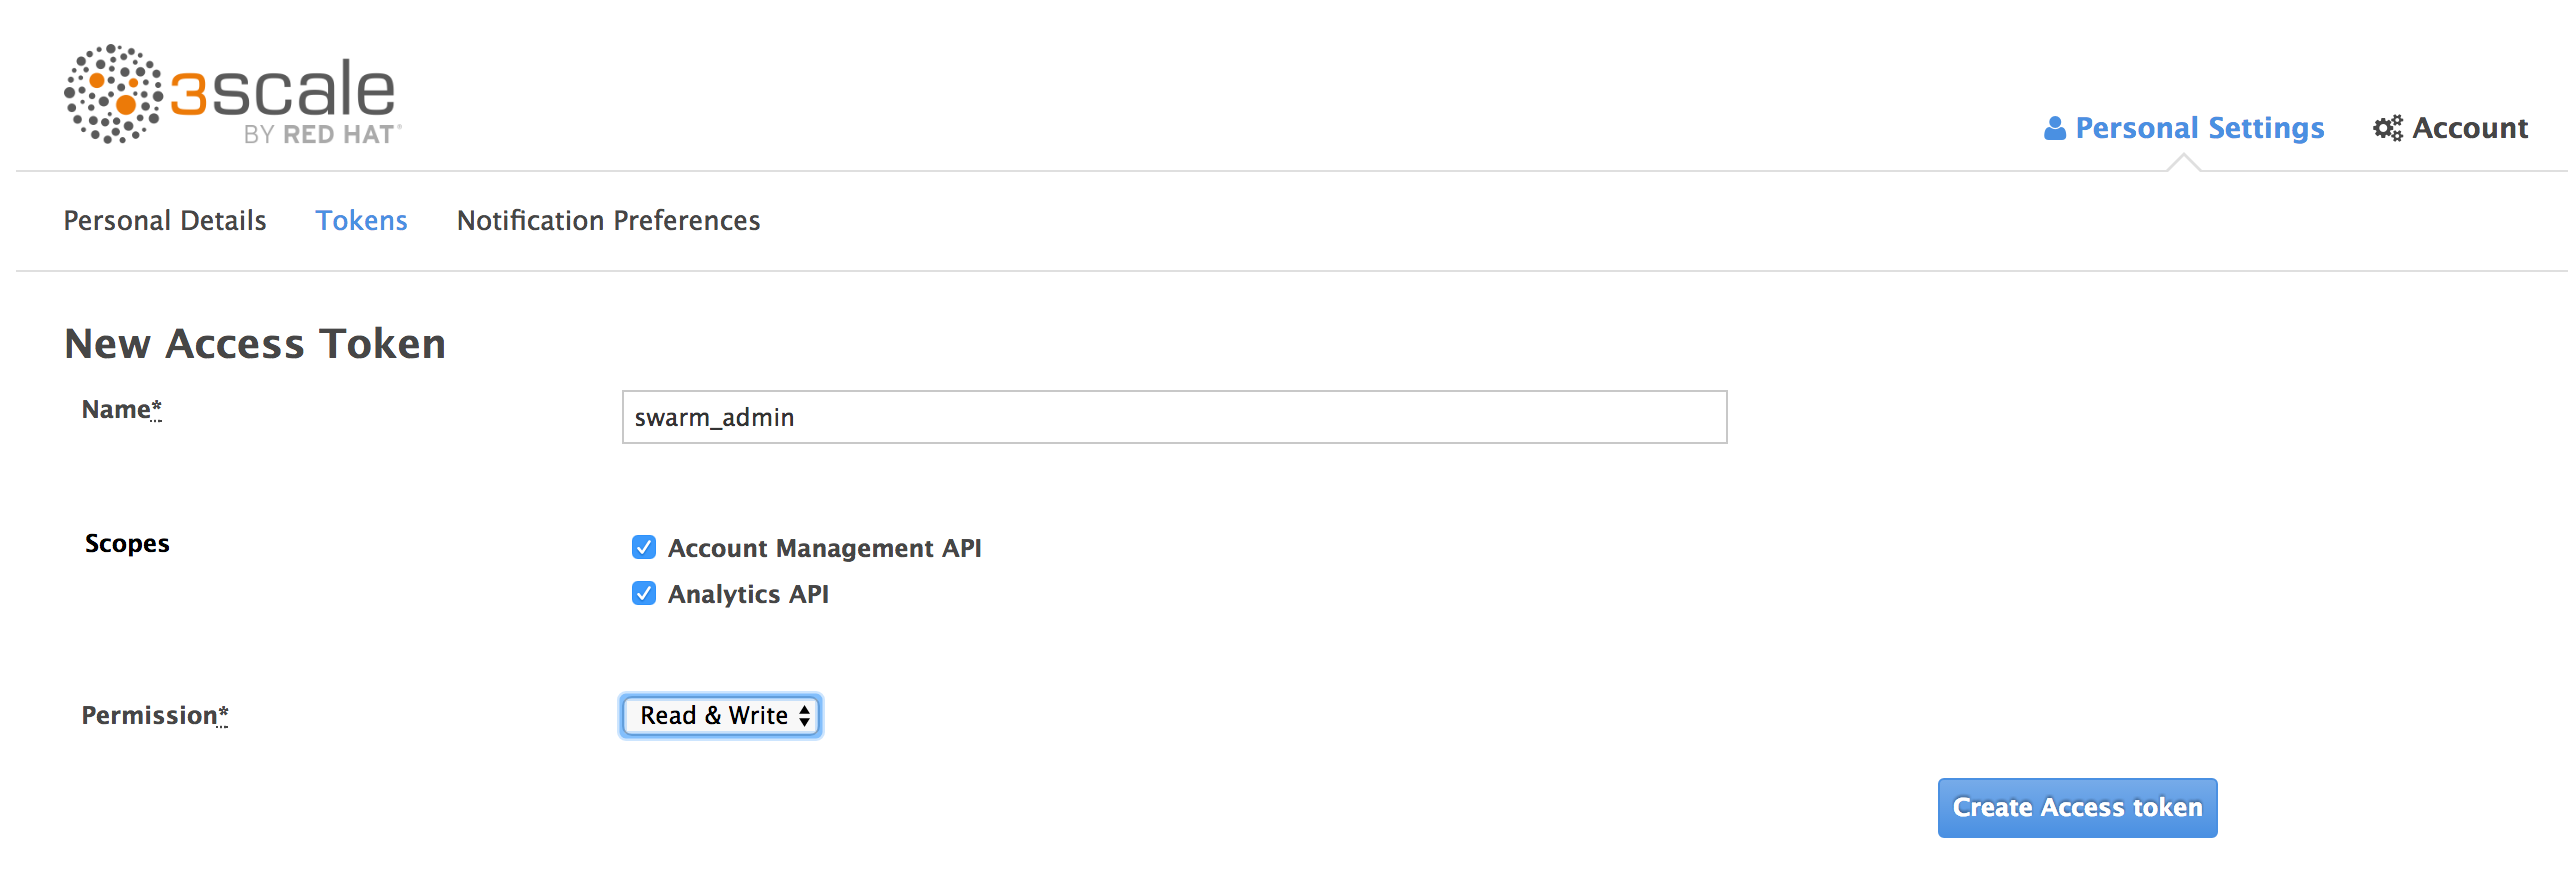 3scale
BY RED HAT
Personal Settings
Account
Personal Details
Tokens
Notification Preferences
New Access Token
Name*
swarm_admin
Scopes
Account Management API
Analytics API
Permission*
Read & Write
Create Access token